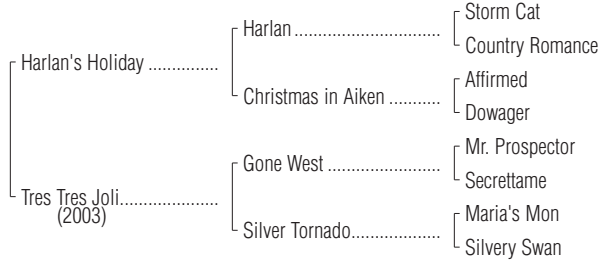 Storm Cat
Harlan ..................................
Country Romance
Harlan's Holiday ................
Affirmed
Christmas in Aiken ............
Dowager
Mr. Prospector
Gone West ..........................
Secrettame
Tres Tres Joli.......................
(2003)
Maria's Mon
Silver Tornado.....................
Silvery Swan